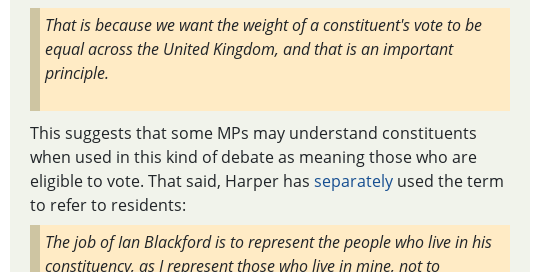 That is because we want the weight of a constituent's vote to be
equal across the United Kingdom, and that is an important
principle.
This suggests that some MPs may understand constituents
when used in this kind of debate as meaning those who are
eligible to vote. That said, Harper has separately used the term
to refer to residents:
The job of Ian Blackford is to represent the people who live in his
constituency, as I represent those who live in mine, not to